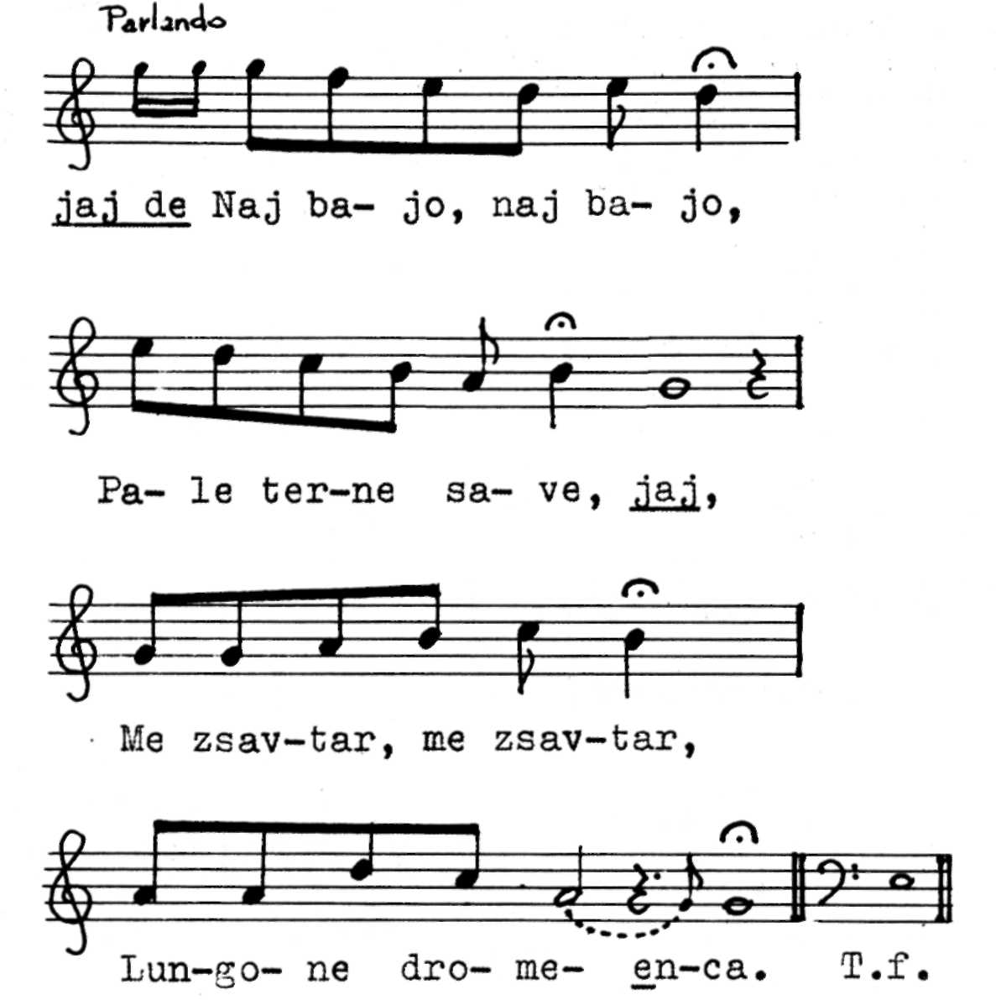 Parlando
jaj de Naj ba- jo, naj ba- jo,
Pa- le ter-ne sa- ve, jaj,
Me zsav-tar, me zsav-tar,
Lun-go- ne dro- me- en-ca. T.f.